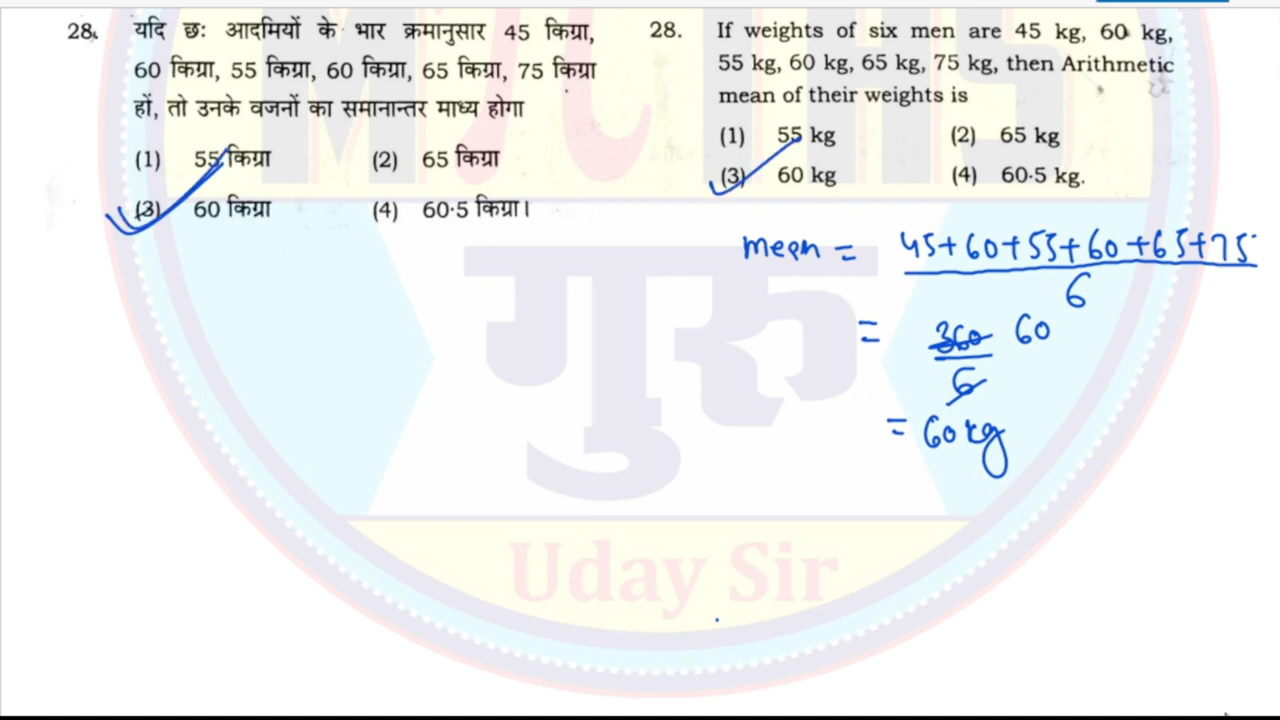 28. यदि छः आदमियों के भार क्रमानुसार 45 किग्रा,
60 किग्रा, 55 किग्रा, 60 किग्रा, 65 किग्रा, 75 किग्रा
हों, तो उनके वजनों का समानान्तर माध्य होगा
(1) 55 किग्रा (2) 65 किग्रा
(3) 60 किग्रा (4) 60·5 किग्रा।
28. If weights of six men are 45 kg, 60 kg,
55 kg, 60 kg, 65 kg, 75 kg, then Arithmetic
mean of their weights is
(1) 55 kg (2) 65 kg
(3) 60 kg (4) 60·5 kg.
mean = 45+60+55+60+65+75
6
= 360 60
6
= 60 kg
MATHS
गुरु
Uday Sir